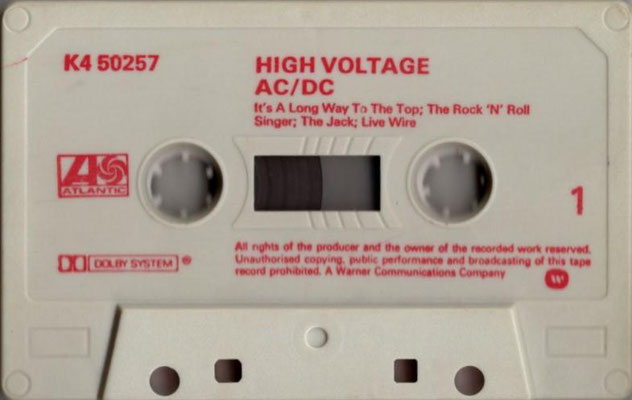 K4 50257
HIGH VOLTAGE
AC/DC
It's A Long Way To The Top; The Rock 'N' Roll
Singer; The Jack; Live Wire
ATLANTIC
1
DOLBY SYSTEM ®
All rights of the producer and the owner of the recorded work reserved.
Unauthorised copying, public performance and broadcasting of this tape
record prohibited. A Warner Communications Company